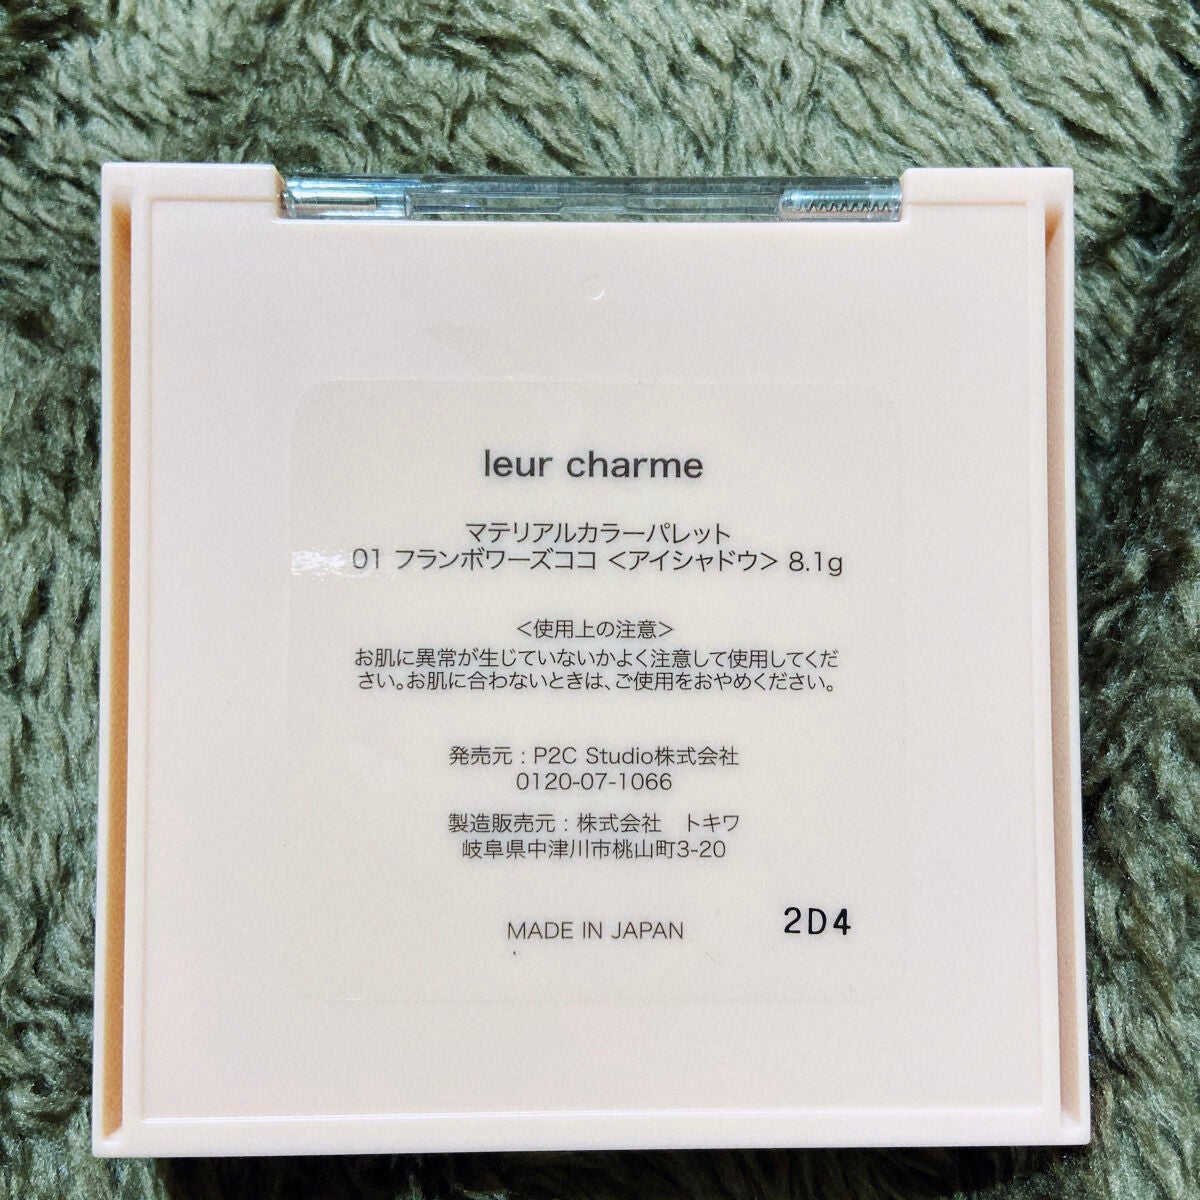 leur charme
マテリアルカラーパレット
01 フランボワーズココ <アイシャドウ> 8.1g
<使用上の注意>
お肌に異常が生じていないかよく注意して使用してくだ
さい。お肌に合わないときは、ご使用をおやめください。
発売元 : P2C Studio株式会社
0120-07-1066
製造販売元 : 株式会社　トキワ
岐阜県中津川市桃山町3-20
MADE IN JAPAN
2D4